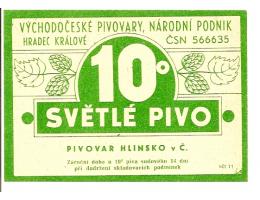 VÝCHODOČESKÉ PIVOVARY, NÁRODNÍ PODNIK
HRADEC KRÁLOVÉ ČSN 566635
10°
SVĚTLÉ PIVO
PIVOVAR HLINSKO v Č.
Záruční doba u 10° piva sudového 14 dní
při dodržení skladovacích podmínek